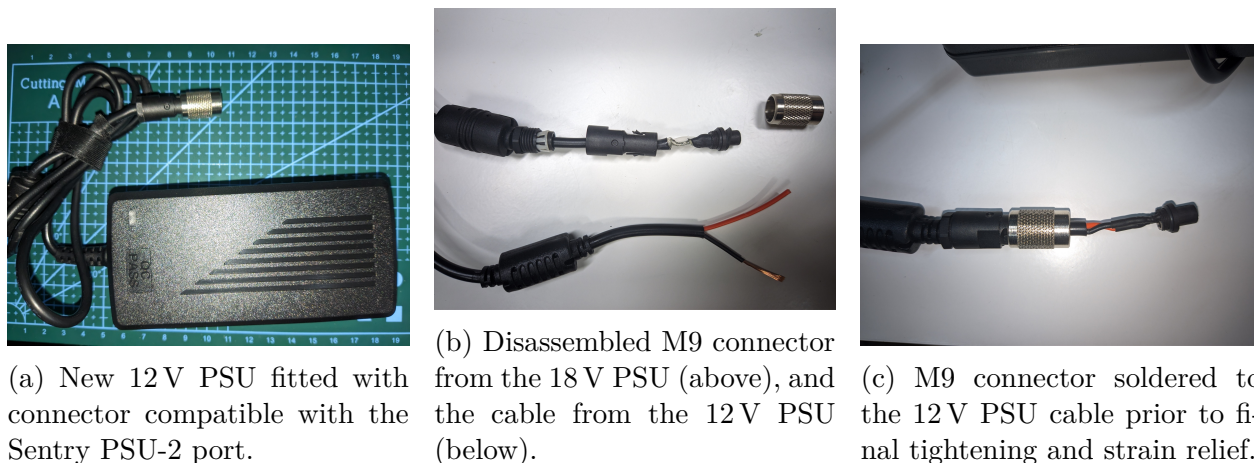 Cutting M
A
QC
PASS
(a) New 12 V PSU fitted with
connector compatible with the
Sentry PSU-2 port.
(b) Disassembled M9 connector
from the 18 V PSU (above), and
the cable from the 12 V PSU
(below).
(c) M9 connector soldered to
the 12 V PSU cable prior to fi-
nal tightening and strain relief.